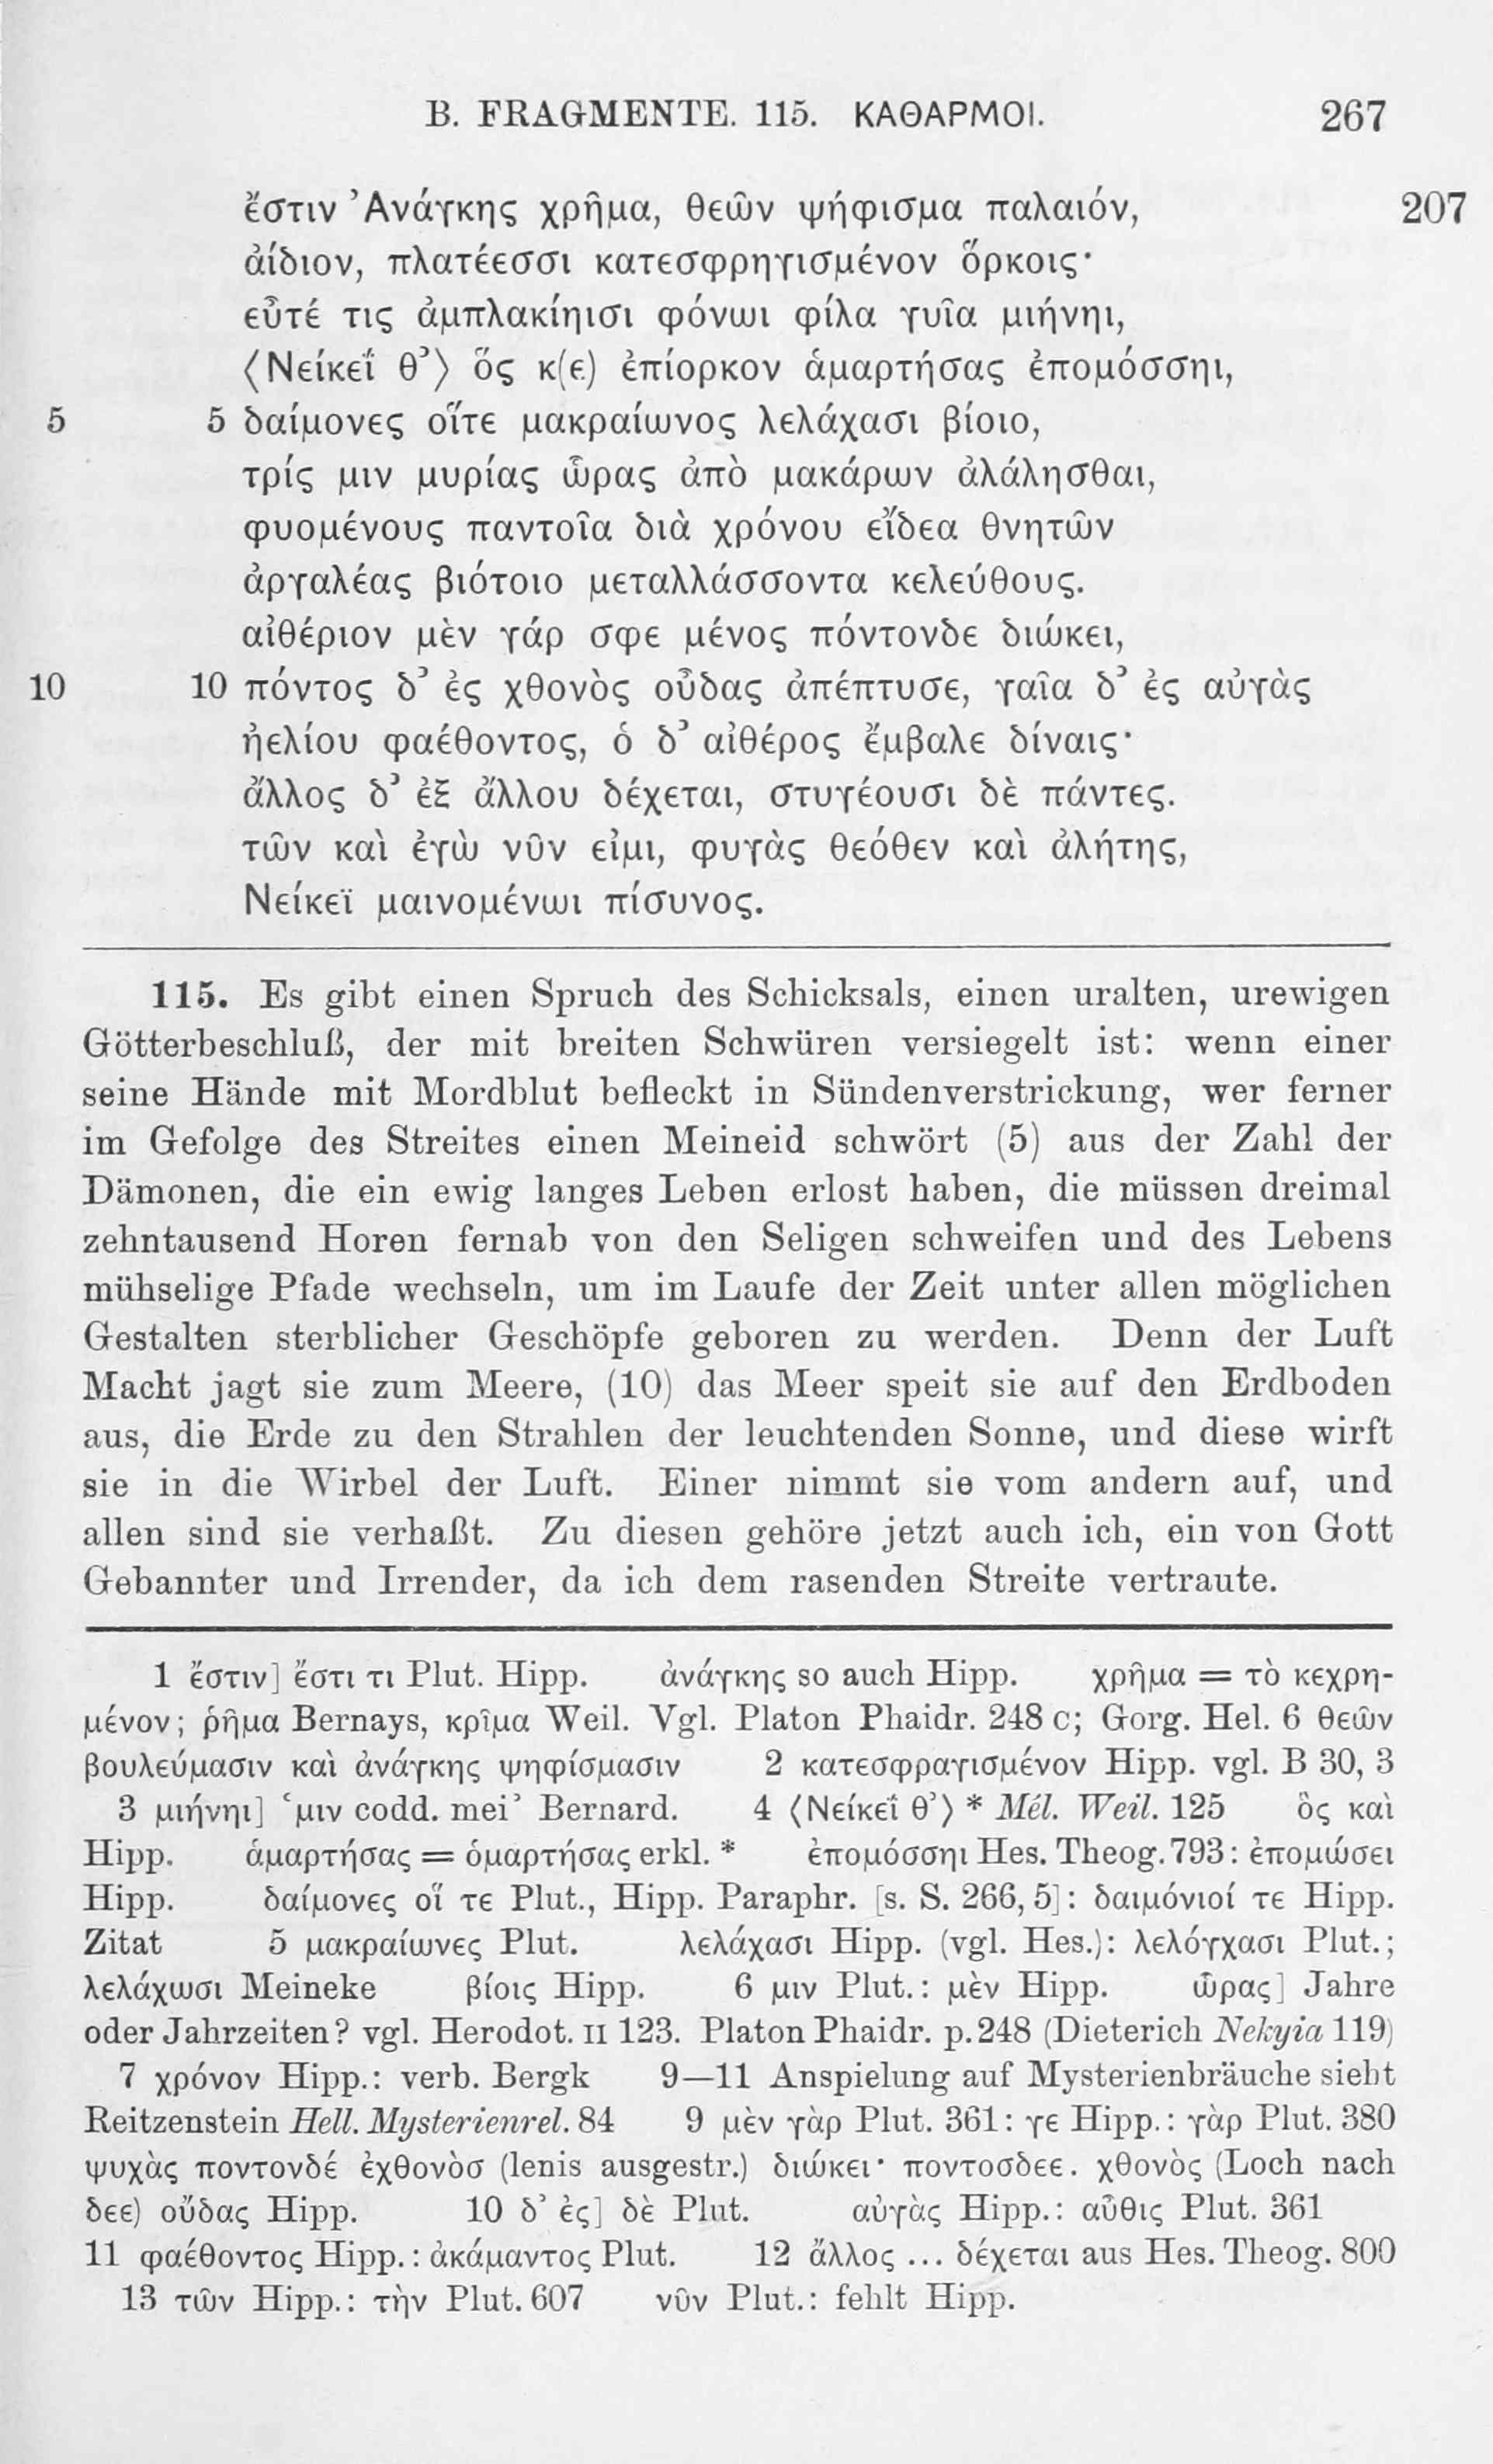 B. FRAGMENTE. 115. ΚΑΘΑΡΜΟΙ. 267
ἔστιν Ἀνάγκης χρῆμα, θεῶν ψήφισμα παλαιόν, 207
ἀίδιον, πλατέεσσι κατεσφρηγισμένον ὅρκοις·
εὖτέ τις ἀμπλακίηισι φόνωι φίλα γυῖα μιήνηι,
⟨Νείκεΐ θ’⟩ ὅς κ(ε) ἐπίορκον ἁμαρτήσας ἐπομόσσηι,
5 5 δαίμονες οἵτε μακραίωνος λελάχασι βίοιο,
τρίς μιν μυρίας ὧρας ἀπὸ μακάρων ἀλάλησθαι,
φυομένους παντοῖα διὰ χρόνου εἴδεα θνητῶν
ἀργαλέας βιότοιο μεταλλάσσοντα κελεύθους.
αἰθέριον μὲν γάρ σφε μένος πόντονδε διώκει,
10 10 πόντος δ’ ἐς χθονὸς οὖδας ἀπέπτυσε, γαῖα δ’ ἐς αὐγὰς
ἠελίου φαέθοντος, ὁ δ’ αἰθέρος ἔμβαλε δίναις·
ἄλλος δ’ ἐξ ἄλλου δέχεται, στυγέουσι δὲ πάντες.
τῶν καὶ ἐγὼ νῦν εἰμι, φυγὰς θεόθεν καὶ ἀλήτης,
Νείκεϊ μαινομένωι πίσυνος.
115. Es gibt einen Spruch des Schicksals, einen uralten, urewigen
Götterbeschluß, der mit breiten Schwüren versiegelt ist: wenn einer
seine Hände mit Mordblut befleckt in Sündenverstrickung, wer ferner
im Gefolge des Streites einen Meineid schwört (5) aus der Zahl der
Dämonen, die ein ewig langes Leben erlost haben, die müssen dreimal
zehntausend Horen fernab von den Seligen schweifen und des Lebens
mühselige Pfade wechseln, um im Laufe der Zeit unter allen möglichen
Gestalten sterblicher Geschöpfe geboren zu werden. Denn der Luft
Macht jagt sie zum Meere, (10) das Meer speit sie auf den Erdboden
aus, die Erde zu den Strahlen der leuchtenden Sonne, und diese wirft
sie in die Wirbel der Luft. Einer nimmt sie vom andern auf, und
allen sind sie verhaßt. Zu diesen gehöre jetzt auch ich, ein von Gott
Gebannter und Irrender, da ich dem rasenden Streite vertraute.
1 ἔστιν] ἔστι τι Plut. Hipp. ἀνάγκης so auch Hipp. χρῆμα = τὸ κεχρη-
μένον; ῥῆμα Bernays, κρῖμα Weil. Vgl. Platon Phaidr. 248 c; Gorg. Hel. 6 θεῶν
βουλεύμασιν καὶ ἀνάγκης ψηφίσμασιν 2 κατεσφραγισμένον Hipp. vgl. B 30, 3
3 μιήνηι] ‘μιν codd. mei’ Bernard. 4 ⟨Νείκεΐ θ’⟩ * Mél. Weil. 125 ὃς καὶ
Hipp. ἁμαρτήσας = ὁμαρτήσας erkl. * ἐπομόσσηι Hes. Theog. 793: ἐπομώσει
Hipp. δαίμονες οἵ τε Plut., Hipp. Paraphr. [s. S. 266, 5]: δαιμόνιοί τε Hipp.
Zitat 5 μακραίωνες Plut. λελάχασι Hipp. (vgl. Hes.): λελόγχασι Plut.;
λελάχωσι Meineke βίοις Hipp. 6 μιν Plut.: μὲν Hipp. ὧρας] Jahre
oder Jahrzeiten? vgl. Herodot. II 123. Platon Phaidr. p. 248 (Dieterich Nekyia 119)
7 χρόνον Hipp.: verb. Bergk 9—11 Anspielung auf Mysterienbräuche sieht
Reitzenstein Hell. Mysterienrel. 84 9 μὲν γὰρ Plut. 361: γε Hipp.: γὰρ Plut. 380
ψυχὰς ποντονδέ ἐχθονὸσ (lenis ausgestr.) διώκει· ποντοσδεε. χθονὸς (Loch nach
δεε) οὔδας Hipp. 10 δ’ ἐς] δὲ Plut. αὐγὰς Hipp.: αὖθις Plut. 361
11 φαέθοντος Hipp.: ἀκάμαντος Plut. 12 ἄλλος ... δέχεται aus Hes. Theog. 800
13 τῶν Hipp.: τὴν Plut. 607 νῦν Plut.: fehlt Hipp.